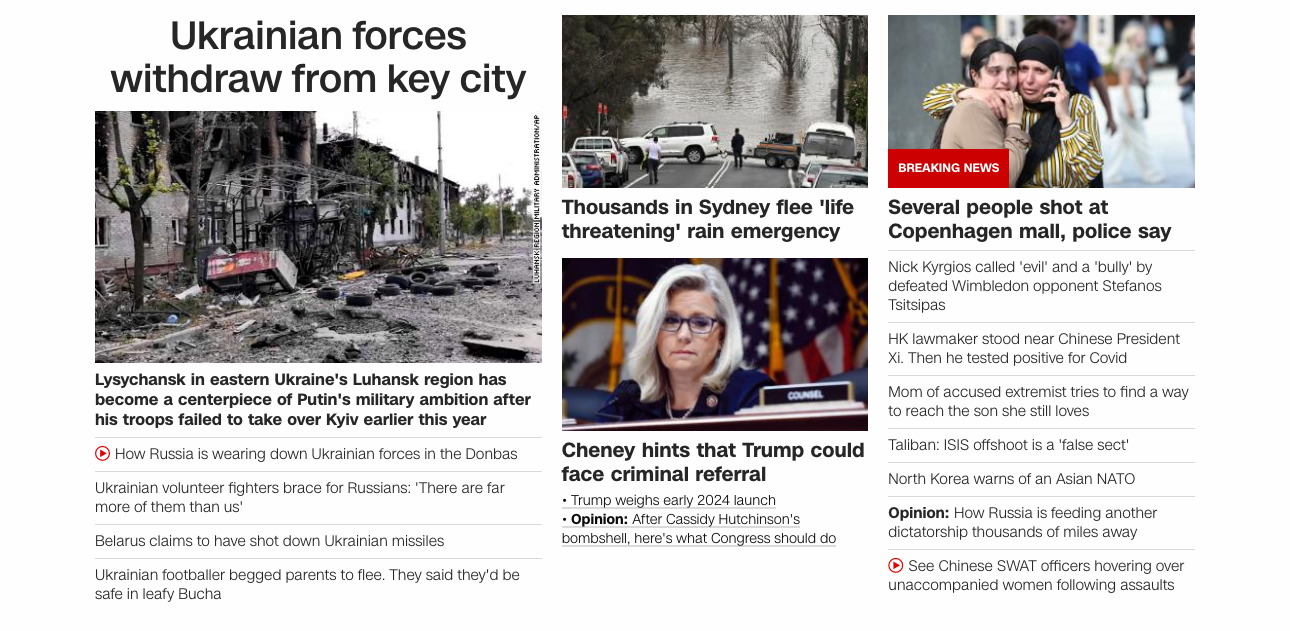 Ukrainian forces
withdraw from key city
LUHANSK REGION MILITARY ADMINISTRATION/AP
Lysychansk in eastern Ukraine's Luhansk region has
become a centerpiece of Putin's military ambition after
his troops failed to take over Kyiv earlier this year
How Russia is wearing down Ukrainian forces in the Donbas
Ukrainian volunteer fighters brace for Russians: 'There are far
more of them than us'
Belarus claims to have shot down Ukrainian missiles
Ukrainian footballer begged parents to flee. They said they'd be
safe in leafy Bucha
Thousands in Sydney flee 'life
threatening' rain emergency
COUNSEL
Cheney hints that Trump could
face criminal referral
• Trump weighs early 2024 launch
• Opinion: After Cassidy Hutchinson's
bombshell, here's what Congress should do
BREAKING NEWS
Several people shot at
Copenhagen mall, police say
Nick Kyrgios called 'evil' and a 'bully' by
defeated Wimbledon opponent Stefanos
Tsitsipas
HK lawmaker stood near Chinese President
Xi. Then he tested positive for Covid
Mom of accused extremist tries to find a way
to reach the son she still loves
Taliban: ISIS offshoot is a 'false sect'
North Korea warns of an Asian NATO
Opinion: How Russia is feeding another
dictatorship thousands of miles away
See Chinese SWAT officers hovering over
unaccompanied women following assaults